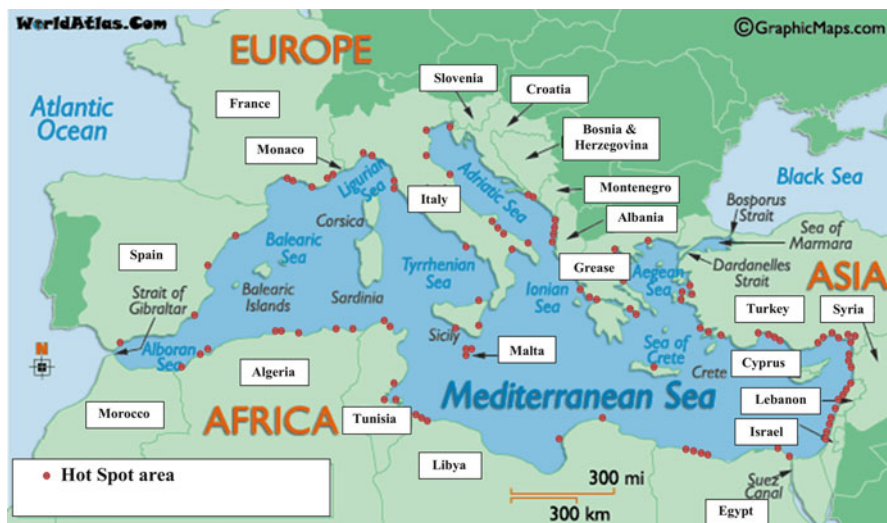 WorldAtlas.Com
©GraphicMaps.com
EUROPE
Slovenia
Croatia
France
Atlantic
Ocean
Bosnia &
Herzegovina
Monaco
Ligurian
Sea
Adriatic Sea
Black Sea
Montenegro
Italy
Bosporus
Strait
Corsica
Albania
Sea of
Marmara
Balearic
Sea
Spain
Tyrrhenian
Sea
Grease
Dardanelles
Strait
Aegean
Sea
ASIA
Ionian
Sea
Balearic
Islands
Sardinia
Strait of
Gibraltar
Turkey
Syria
Sicily
Sea of
Crete
Alboran
Sea
Malta
Cyprus
Algeria
Crete
Mediterranean Sea
Lebanon
Morocco
AFRICA
Tunisia
Israel
N
Libya
Hot Spot area
300 mi
300 km
Suez
Canal
Egypt